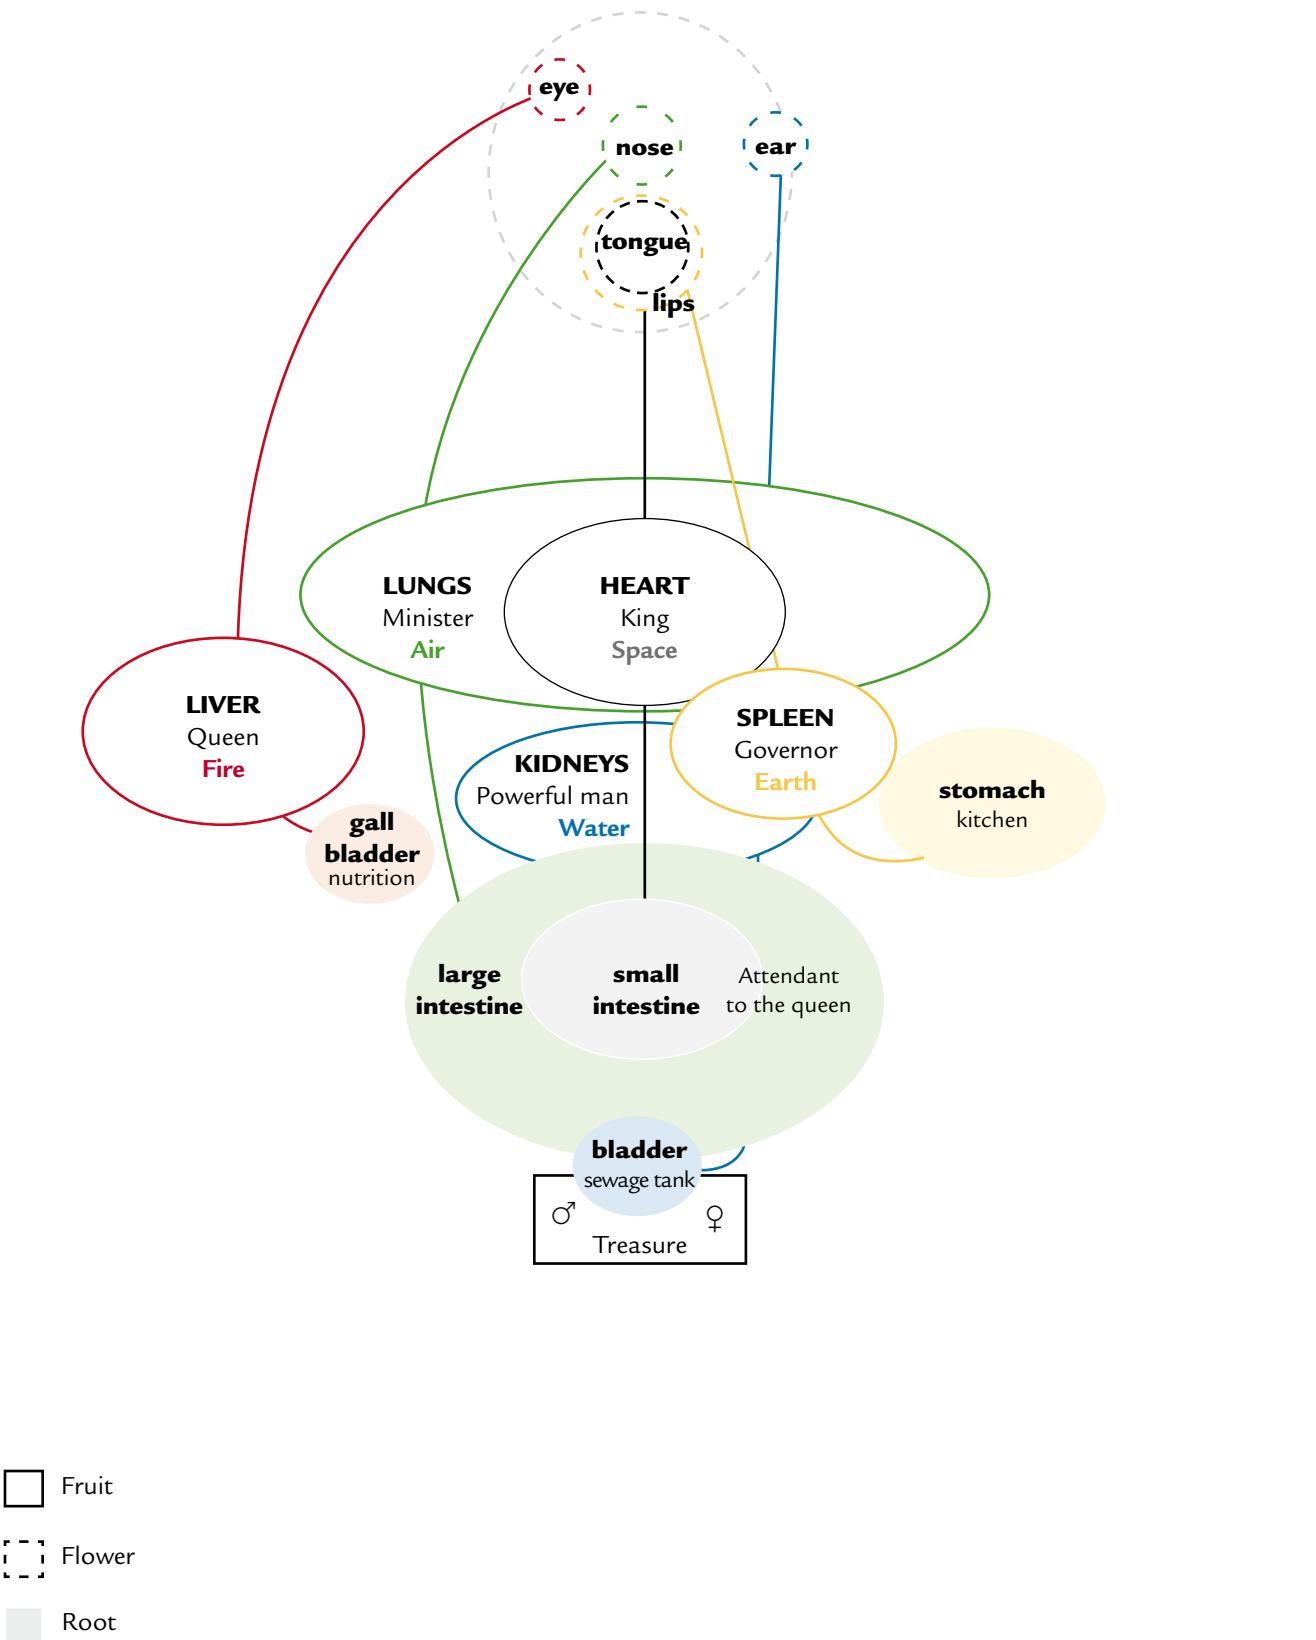 eye
nose
ear
tongue
lips
LUNGS
Minister
Air
HEART
King
Space
LIVER
Queen
Fire
SPLEEN
Governor
Earth
KIDNEYS
Powerful man
Water
stomach
kitchen
gall
bladder
nutrition
large
intestine
small
intestine
Attendant
to the queen
bladder
sewage tank
♂ ♀
Treasure
Fruit
Flower
Root